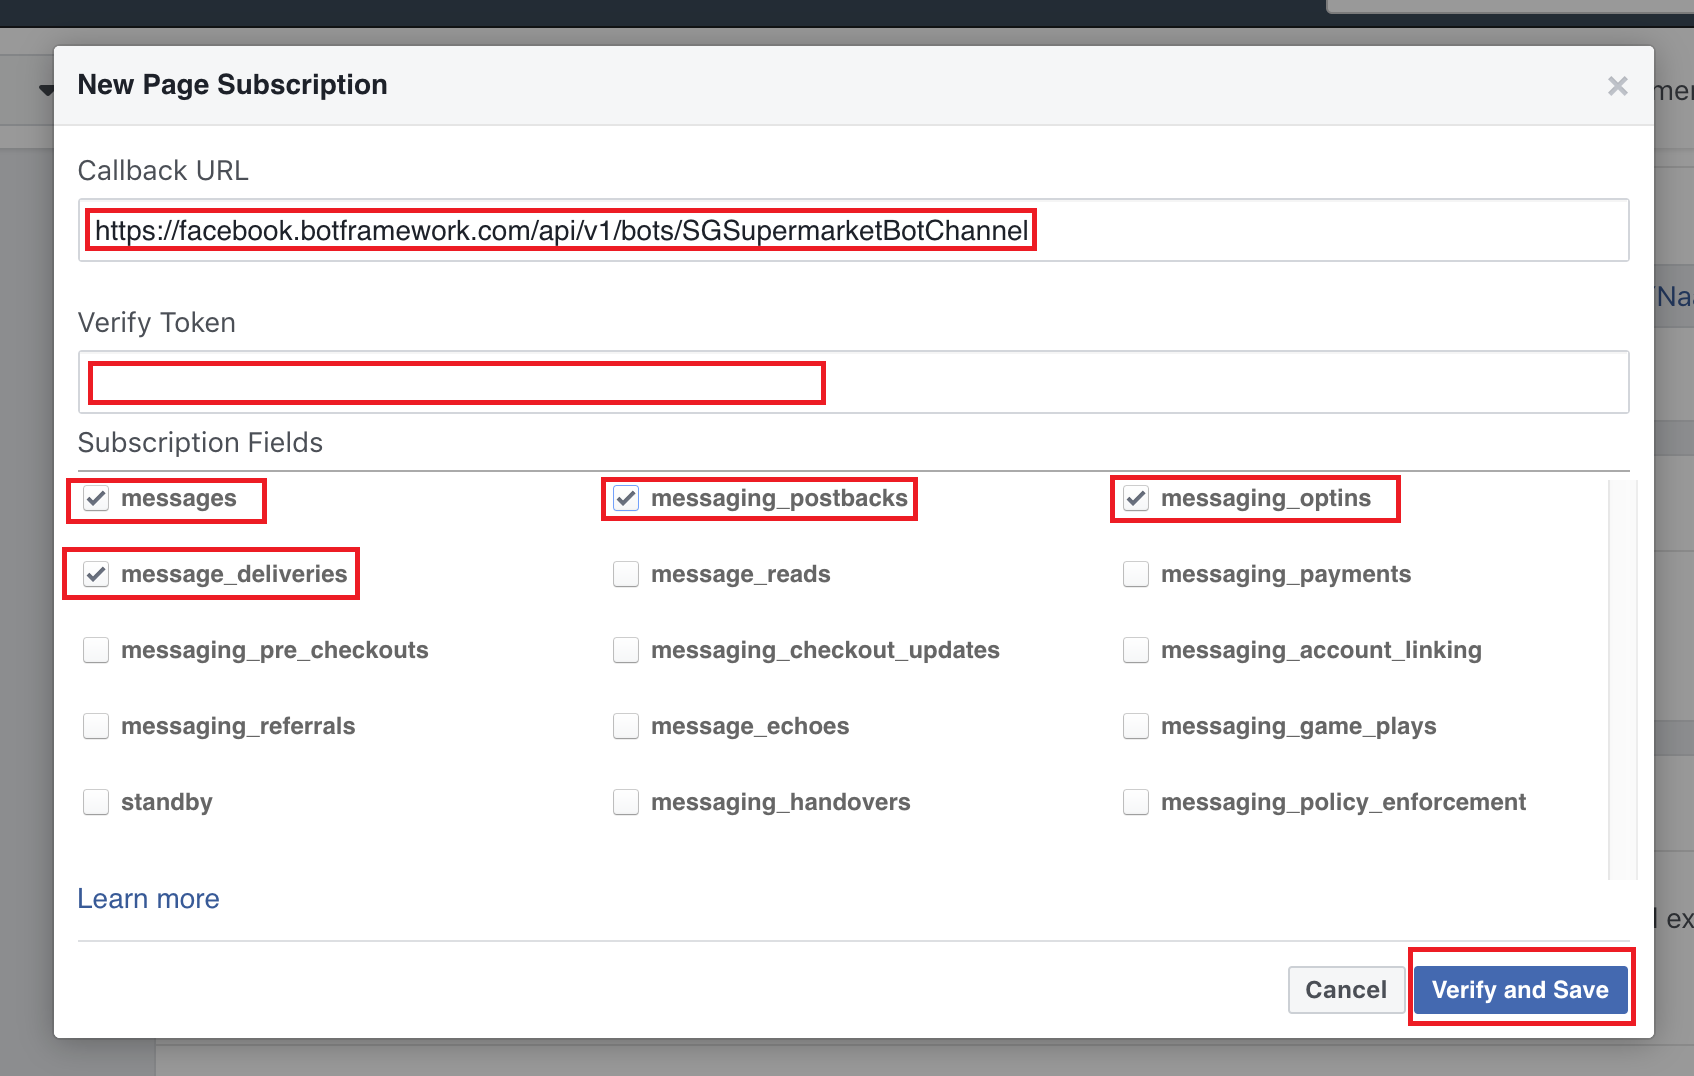 New Page Subscription
Callback URL
https://facebook.botframework.com/api/v1/bots/SGSupermarketBotChannel
Verify Token
Subscription Fields
messages messaging_postbacks messaging_optins
message_deliveries message_reads messaging_payments
messaging_pre_checkouts messaging_checkout_updates messaging_account_linking
messaging_referrals message_echoes messaging_game_plays
standby messaging_handovers messaging_policy_enforcement
Learn more
Cancel Verify and Save